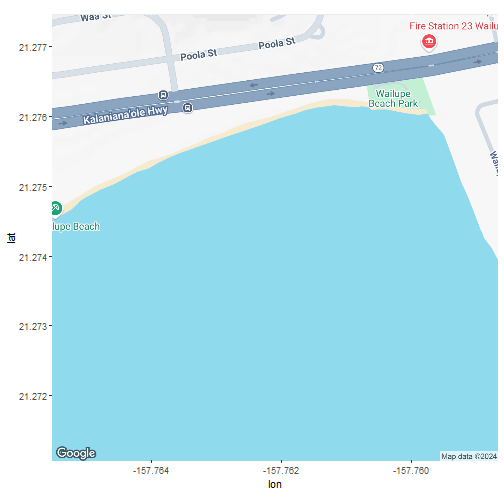 Waa St
Fire Station 23 Wailu
21.277
Poola St
Poola St
72
Wailupe
Beach Park
21.276
Kalaniana'ole Hwy
Wailup
21.275
lupe Beach
lat
21.274
21.273
21.272
Google
Map data ©2024
-157.764
-157.762
-157.760
lon